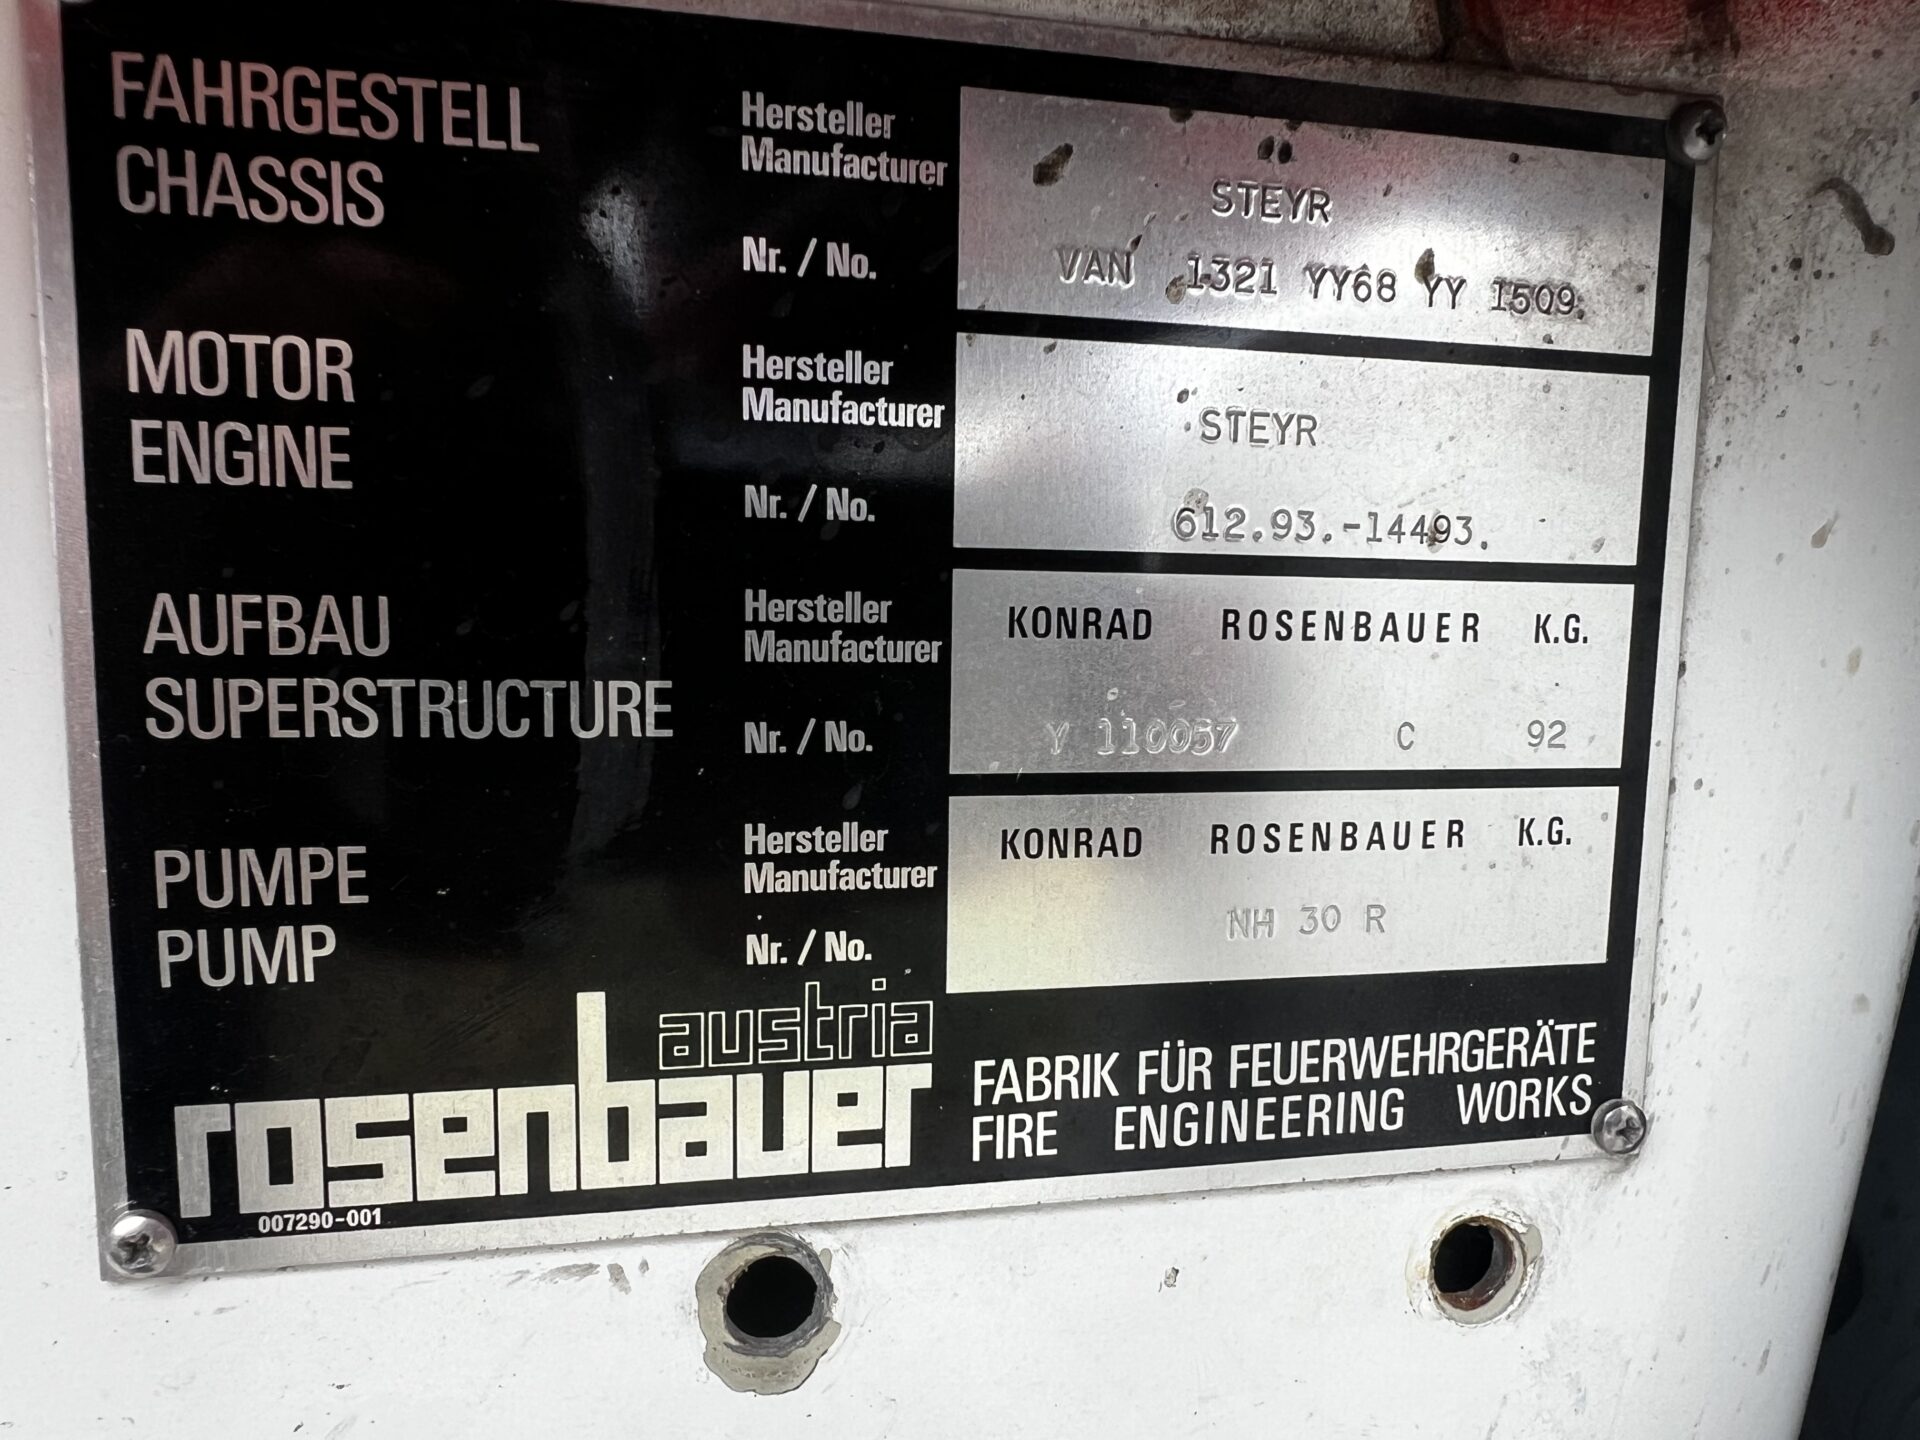 FAHRGESTELL
CHASSIS
Hersteller
Manufacturer
STEYR
Nr. / No.
VAN 1321 YY68 YY 1509.
MOTOR
ENGINE
Hersteller
Manufacturer
STEYR
Nr. / No.
612.93.-14493.
AUFBAU
SUPERSTRUCTURE
Hersteller
Manufacturer
KONRAD ROSENBAUER K.G.
Nr. / No.
Y 110057 C 92
PUMPE
PUMP
Hersteller
Manufacturer
KONRAD ROSENBAUER K.G.
Nr. / No.
NH 30 R
austria
rosenbauer
007290-001
FABRIK FÜR FEUERWEHRGERÄTE
FIRE ENGINEERING WORKS